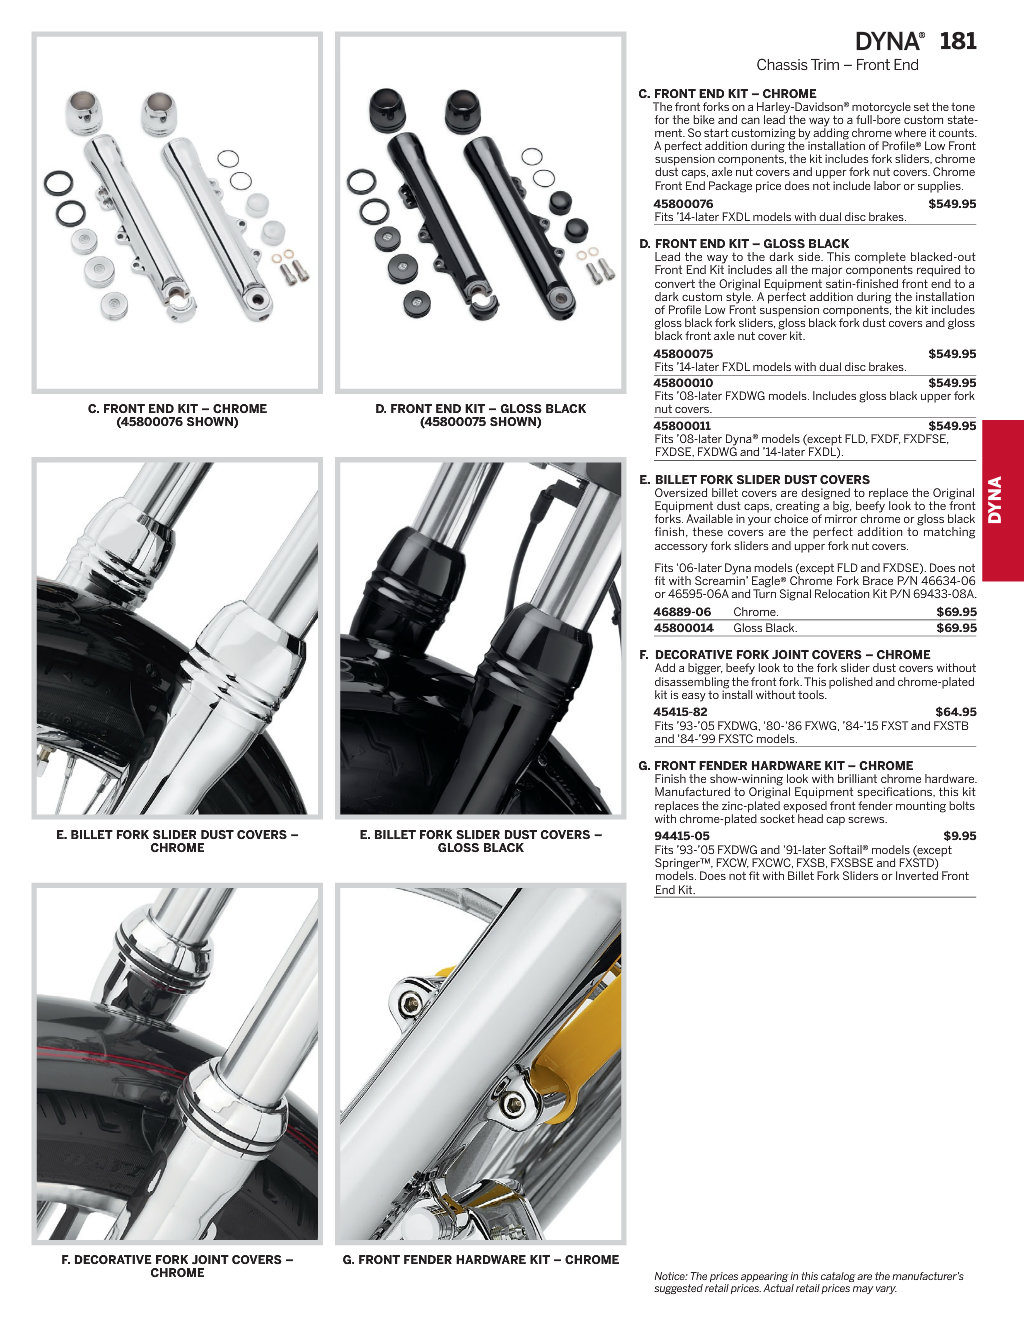 DYNA® 181
Chassis Trim – Front End
C. FRONT END KIT – CHROME
(45800076 SHOWN)
D. FRONT END KIT – GLOSS BLACK
(45800075 SHOWN)
E. BILLET FORK SLIDER DUST COVERS –
CHROME
E. BILLET FORK SLIDER DUST COVERS –
GLOSS BLACK
F. DECORATIVE FORK JOINT COVERS –
CHROME
G. FRONT FENDER HARDWARE KIT – CHROME
C. FRONT END KIT – CHROME
The front forks on a Harley-Davidson® motorcycle set the tone
for the bike and can lead the way to a full-bore custom state-
ment. So start customizing by adding chrome where it counts.
A perfect addition during the installation of Profile® Low Front
suspension components, the kit includes fork sliders, chrome
dust caps, axle nut covers and upper fork nut covers. Chrome
Front End Package price does not include labor or supplies.
45800076 $549.95
Fits ’14-later FXDL models with dual disc brakes.
D. FRONT END KIT – GLOSS BLACK
Lead the way to the dark side. This complete blacked-out
Front End Kit includes all the major components required to
convert the Original Equipment satin-finished front end to a
dark custom style. A perfect addition during the installation
of Profile Low Front suspension components, the kit includes
gloss black fork sliders, gloss black fork dust covers and gloss
black front axle nut cover kit.
45800075 $549.95
Fits ’14-later FXDL models with dual disc brakes.
45800010 $549.95
Fits ’08-later FXDWG models. Includes gloss black upper fork
nut covers.
45800011 $549.95
Fits ’08-later Dyna® models (except FLD, FXDF, FXDFSE,
FXDSE, FXDWG and ’14-later FXDL).
E. BILLET FORK SLIDER DUST COVERS
Oversized billet covers are designed to replace the Original
Equipment dust caps, creating a big, beefy look to the front
forks. Available in your choice of mirror chrome or gloss black
finish, these covers are the perfect addition to matching
accessory fork sliders and upper fork nut covers.
Fits ’06-later Dyna models (except FLD and FXDSE). Does not
fit with Screamin’ Eagle® Chrome Fork Brace P/N 46634-06
or 46595-06A and Turn Signal Relocation Kit P/N 69433-08A.
46889-06 Chrome. $69.95
45800014 Gloss Black. $69.95
F. DECORATIVE FORK JOINT COVERS – CHROME
Add a bigger, beefy look to the fork slider dust covers without
disassembling the front fork. This polished and chrome-plated
kit is easy to install without tools.
45415-82 $64.95
Fits ’93-’05 FXDWG, ’80-’86 FXWG, ’84-’15 FXST and FXSTB
and ’84-’99 FXSTC models.
G. FRONT FENDER HARDWARE KIT – CHROME
Finish the show-winning look with brilliant chrome hardware.
Manufactured to Original Equipment specifications, this kit
replaces the zinc-plated exposed front fender mounting bolts
with chrome-plated socket head cap screws.
94415-05 $9.95
Fits ’93-’05 FXDWG and ’91-later Softail® models (except
Springer™, FXCW, FXCWC, FXSB, FXSBSE and FXSTD)
models. Does not fit with Billet Fork Sliders or Inverted Front
End Kit.
DYNA
Notice: The prices appearing in this catalog are the manufacturer’s
suggested retail prices. Actual retail prices may vary.